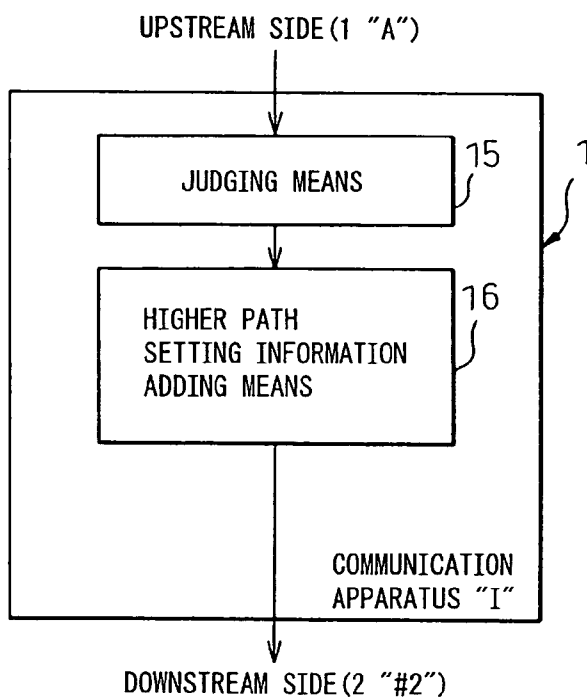 UPSTREAM SIDE(1 "A")
15
1
JUDGING MEANS
16
HIGHER PATH
SETTING INFORMATION
ADDING MEANS
COMMUNICATION
APPARATUS "I"
DOWNSTREAM SIDE(2 "#2")